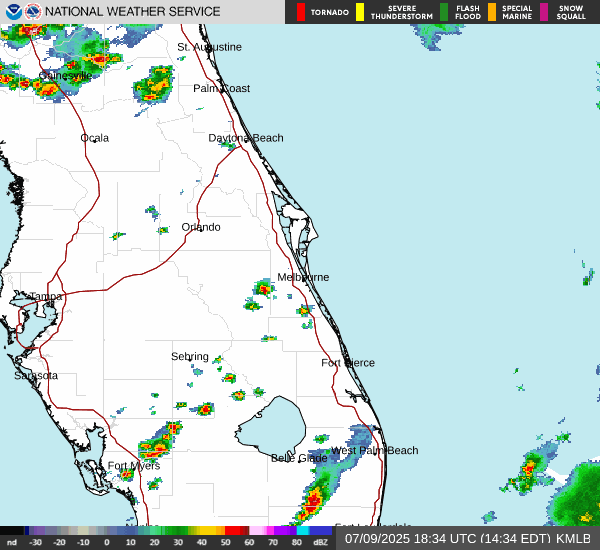 NATIONAL WEATHER SERVICE
TORNADO
SEVERE THUNDERSTORM
FLASH FLOOD
SPECIAL MARINE
SNOW SQUALL
St. Augustine
Gainesville
Palm Coast
Ocala
Daytona Beach
Orlando
Melbourne
Tampa
Sebring
Fort Pierce
Sarasota
West Palm Beach
Belle Glade
Fort Myers
nd -30 -20 -10 0 10 20 30 40 50 60 70 80 dBZ
07/09/2025 18:34 UTC (14:34 EDT) KMLB